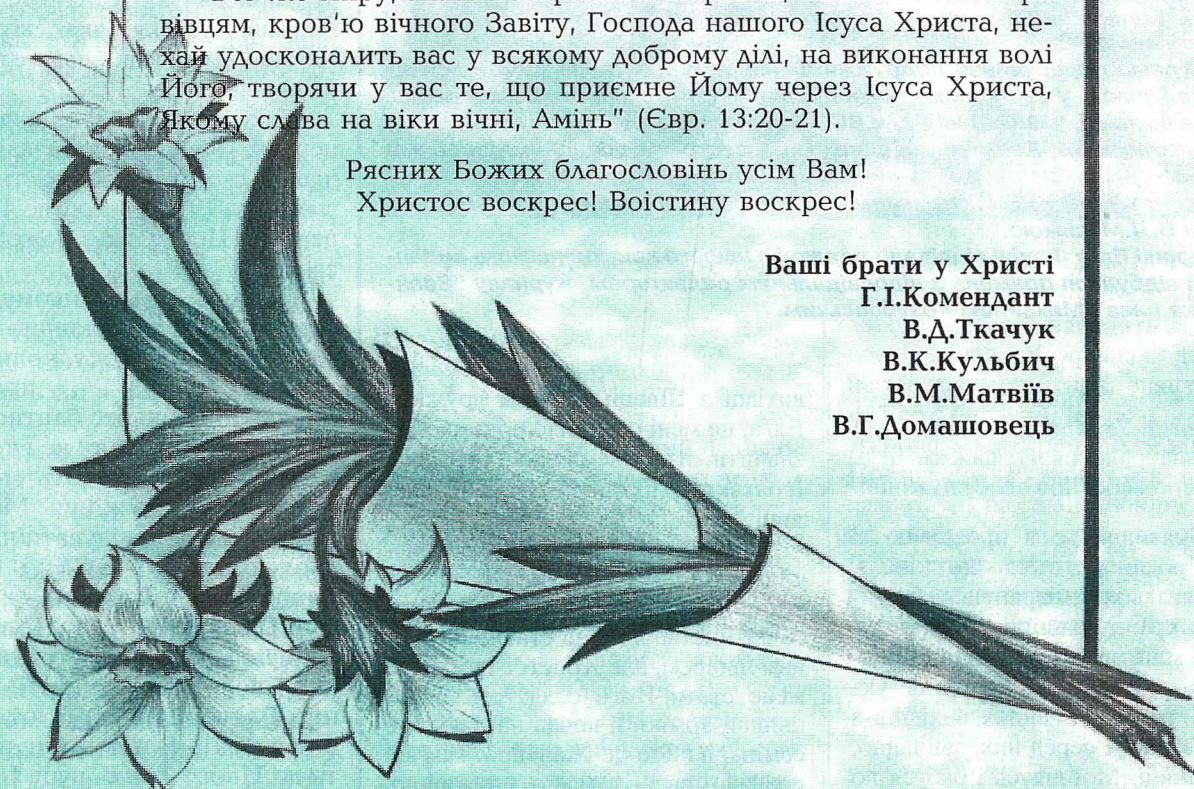 вівцям, кров'ю вічного Завіту, Господа нашого Ісуса Христа, не-
хай удосконалить вас у всякому доброму ділі, на виконання волі
Його, творячи у вас те, що приємне Йому через Ісуса Христа,
Якому слава на віки вічні, Амінь" (Євр. 13:20-21).
Рясних Божих благословінь усім Вам!
Христос воскрес! Воістину воскрес!
Ваші брати у Христі
Г.І.Комендант
В.Д.Ткачук
В.К.Кульбич
В.М.Матвіїв
В.Г.Домашовець